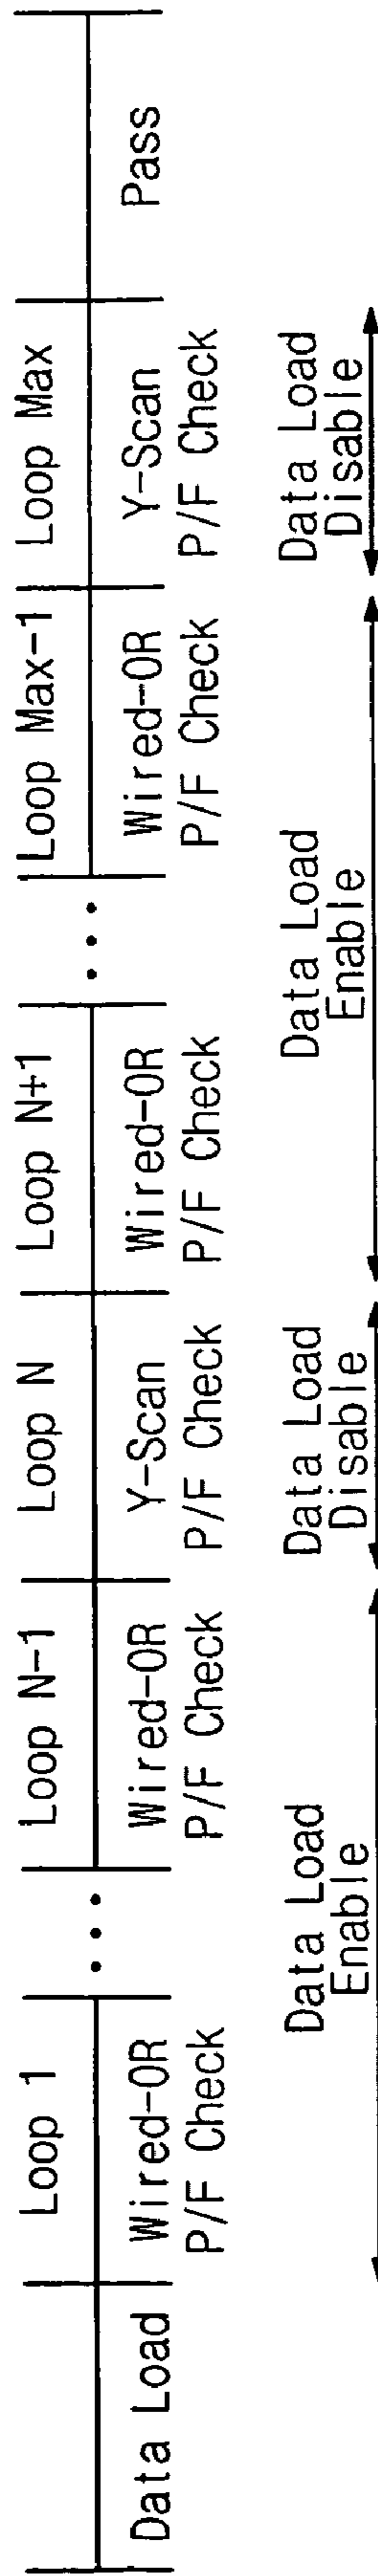 Loop 1
Loop N-1
Loop N
Loop N+1
Loop Max-1
Loop Max
Data Load
Wired-OR
P/F Check
...
Wired-OR
P/F Check
Y-Scan
P/F Check
Wired-OR
P/F Check
...
Wired-OR
P/F Check
Y-Scan
P/F Check
Pass
Data Load
Enable
Data Load
Disable
Data Load
Enable
Data Load
Disable